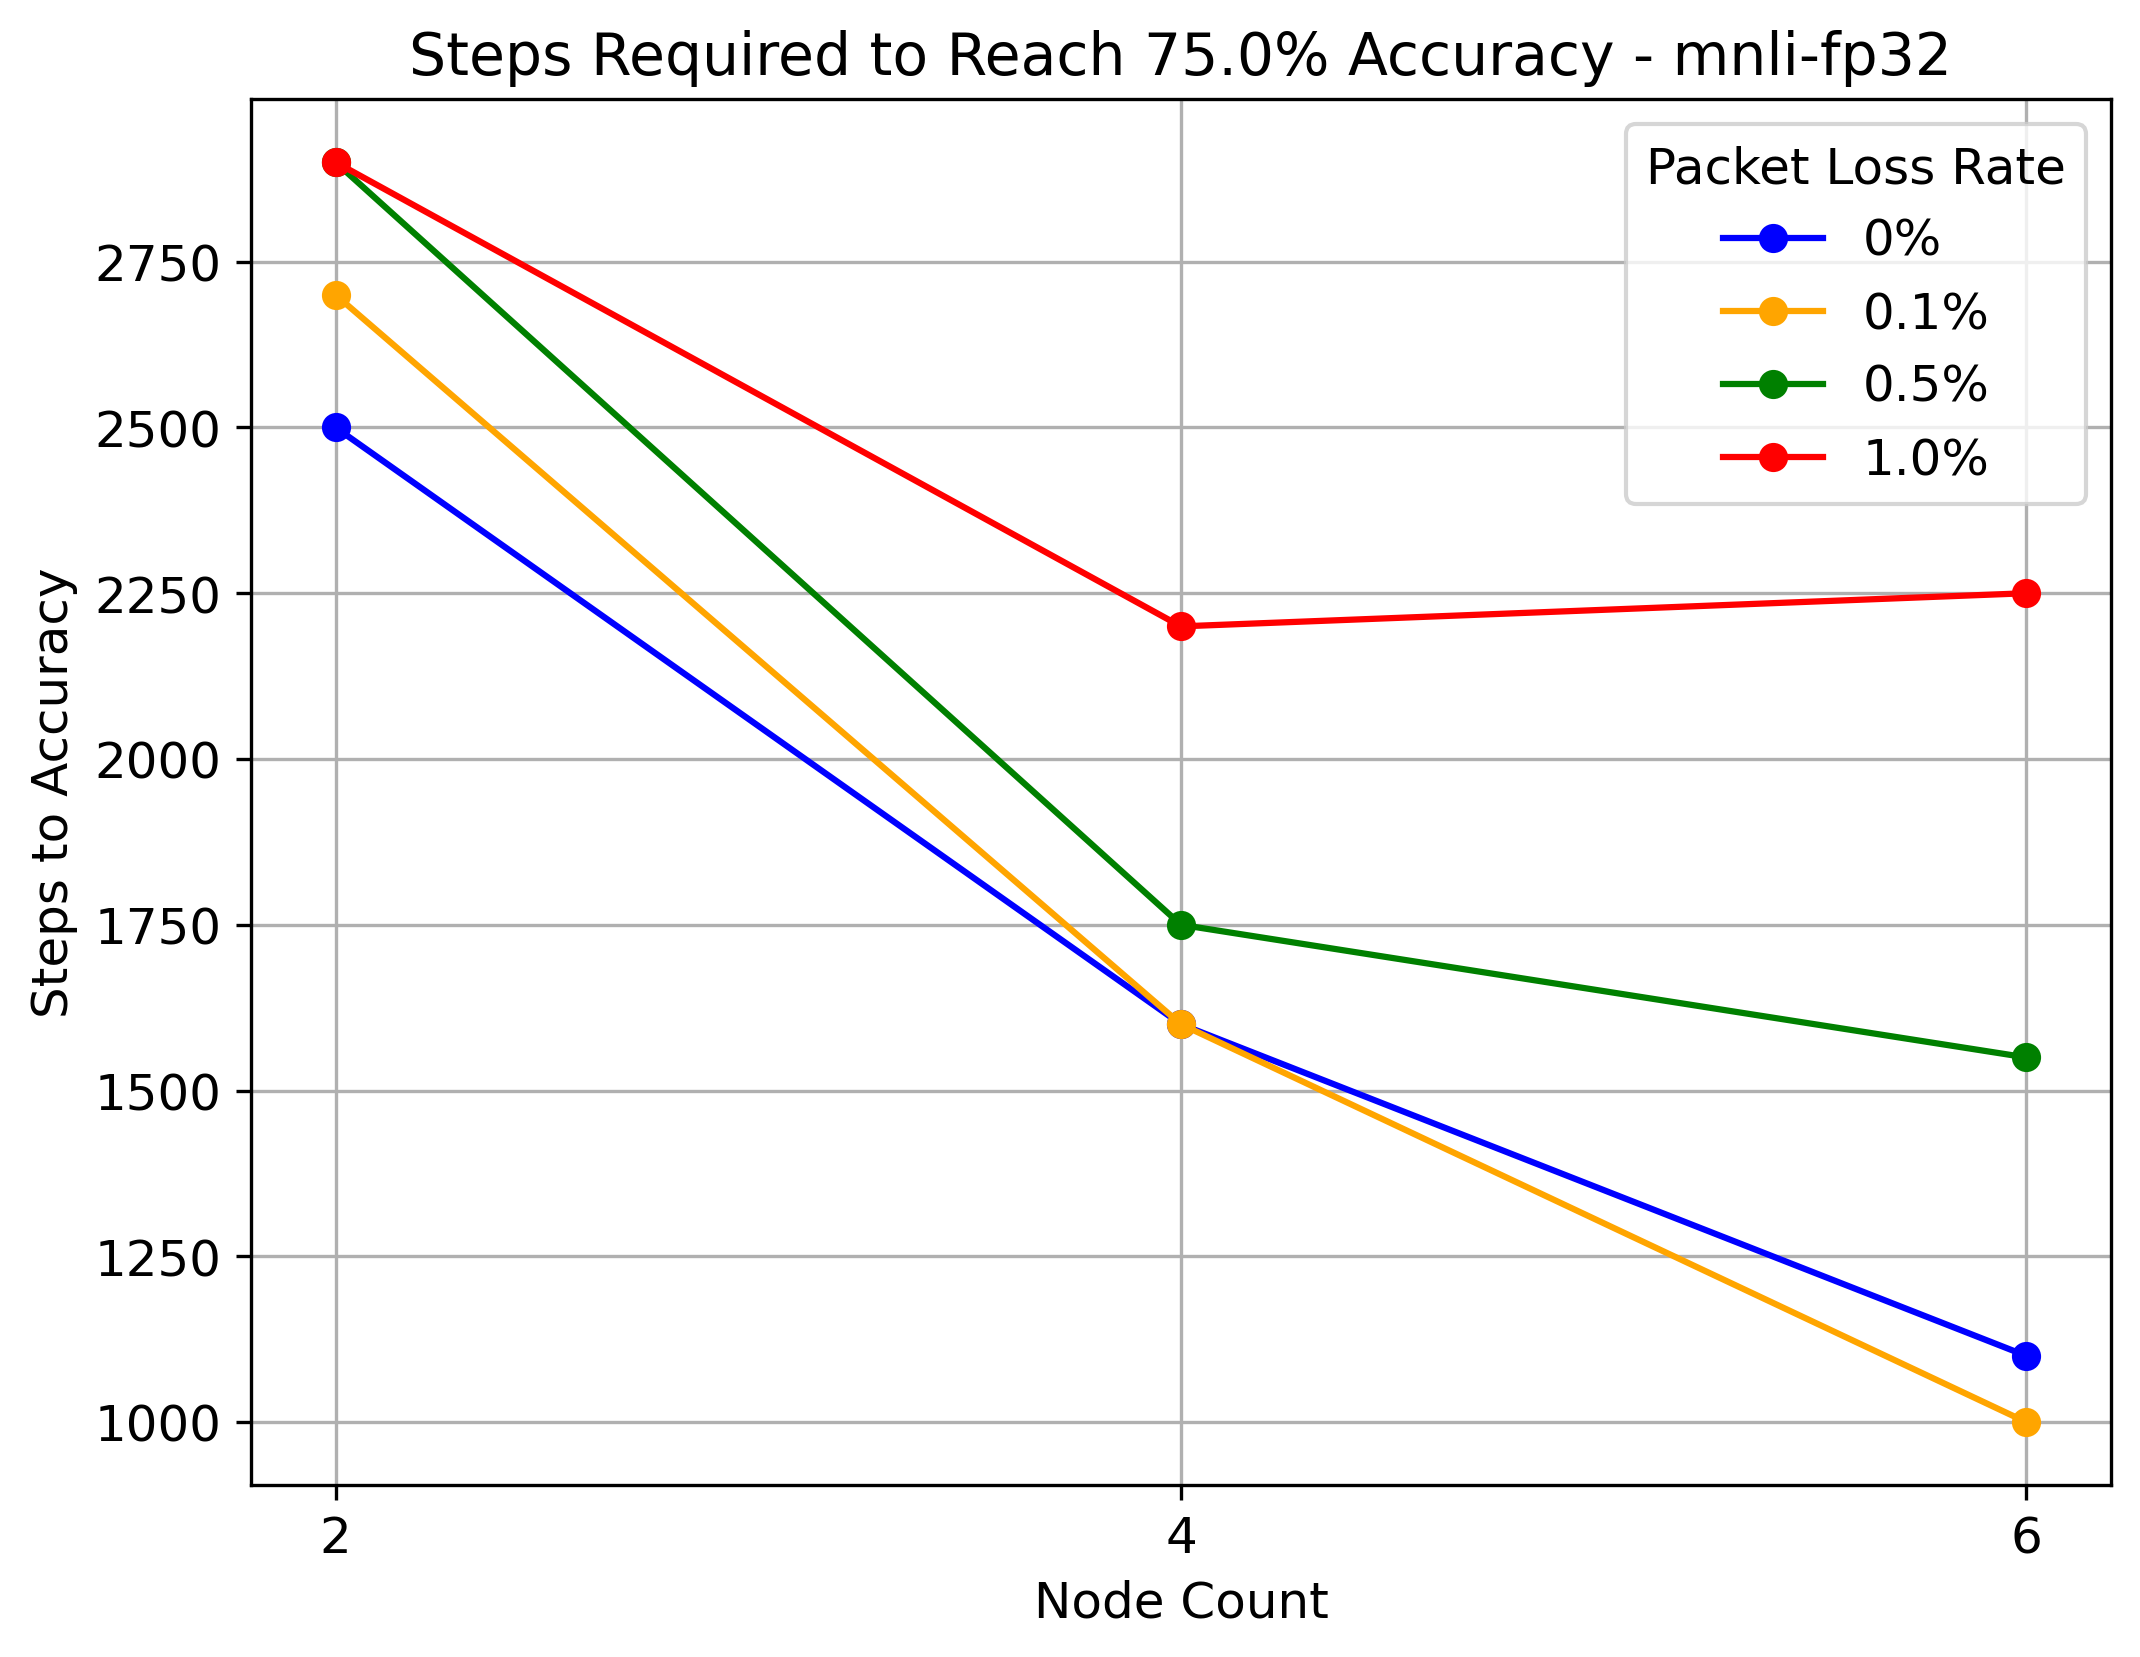 Steps Required to Reach 75.0% Accuracy - mnli-fp32
Packet Loss Rate
0%
0.1%
0.5%
1.0%
Steps to Accuracy
2750
2500
2250
2000
1750
1500
1250
1000
2 4 6
Node Count